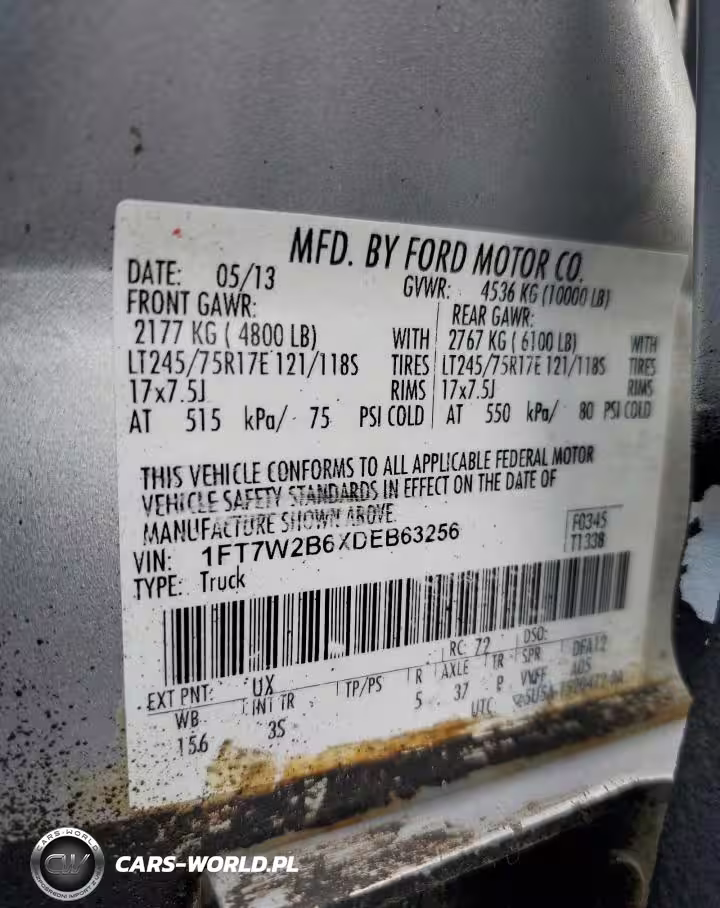 MFD. BY FORD MOTOR CO.
DATE: 05/13
GVWR: 4536 KG (10000 LB)
FRONT GAWR:
2177 KG ( 4800 LB) WITH
LT245/75R17E 121/118S TIRES
17x7.5J RIMS
AT 515 kPa/ 75 PSI COLD
REAR GAWR:
2767 KG ( 6100 LB) WITH
LT245/75R17E 121/118S TIRES
17x7.5J RIMS
AT 550 kPa/ 80 PSI COLD
THIS VEHICLE CONFORMS TO ALL APPLICABLE FEDERAL MOTOR
VEHICLE SAFETY STANDARDS IN EFFECT ON THE DATE OF
MANUFACTURE SHOWN ABOVE.
VIN: 1FT7W2B6XDEB63256
F0345
T1338
TYPE: Truck
EXT PNT: UX RC: 72 DSO:
WB INT TR TP/PS R AXLE TR SPR DFA12
156 3S 5 37 P
UTC
CARS-WORLD
CW
CARS-WORLD.PL